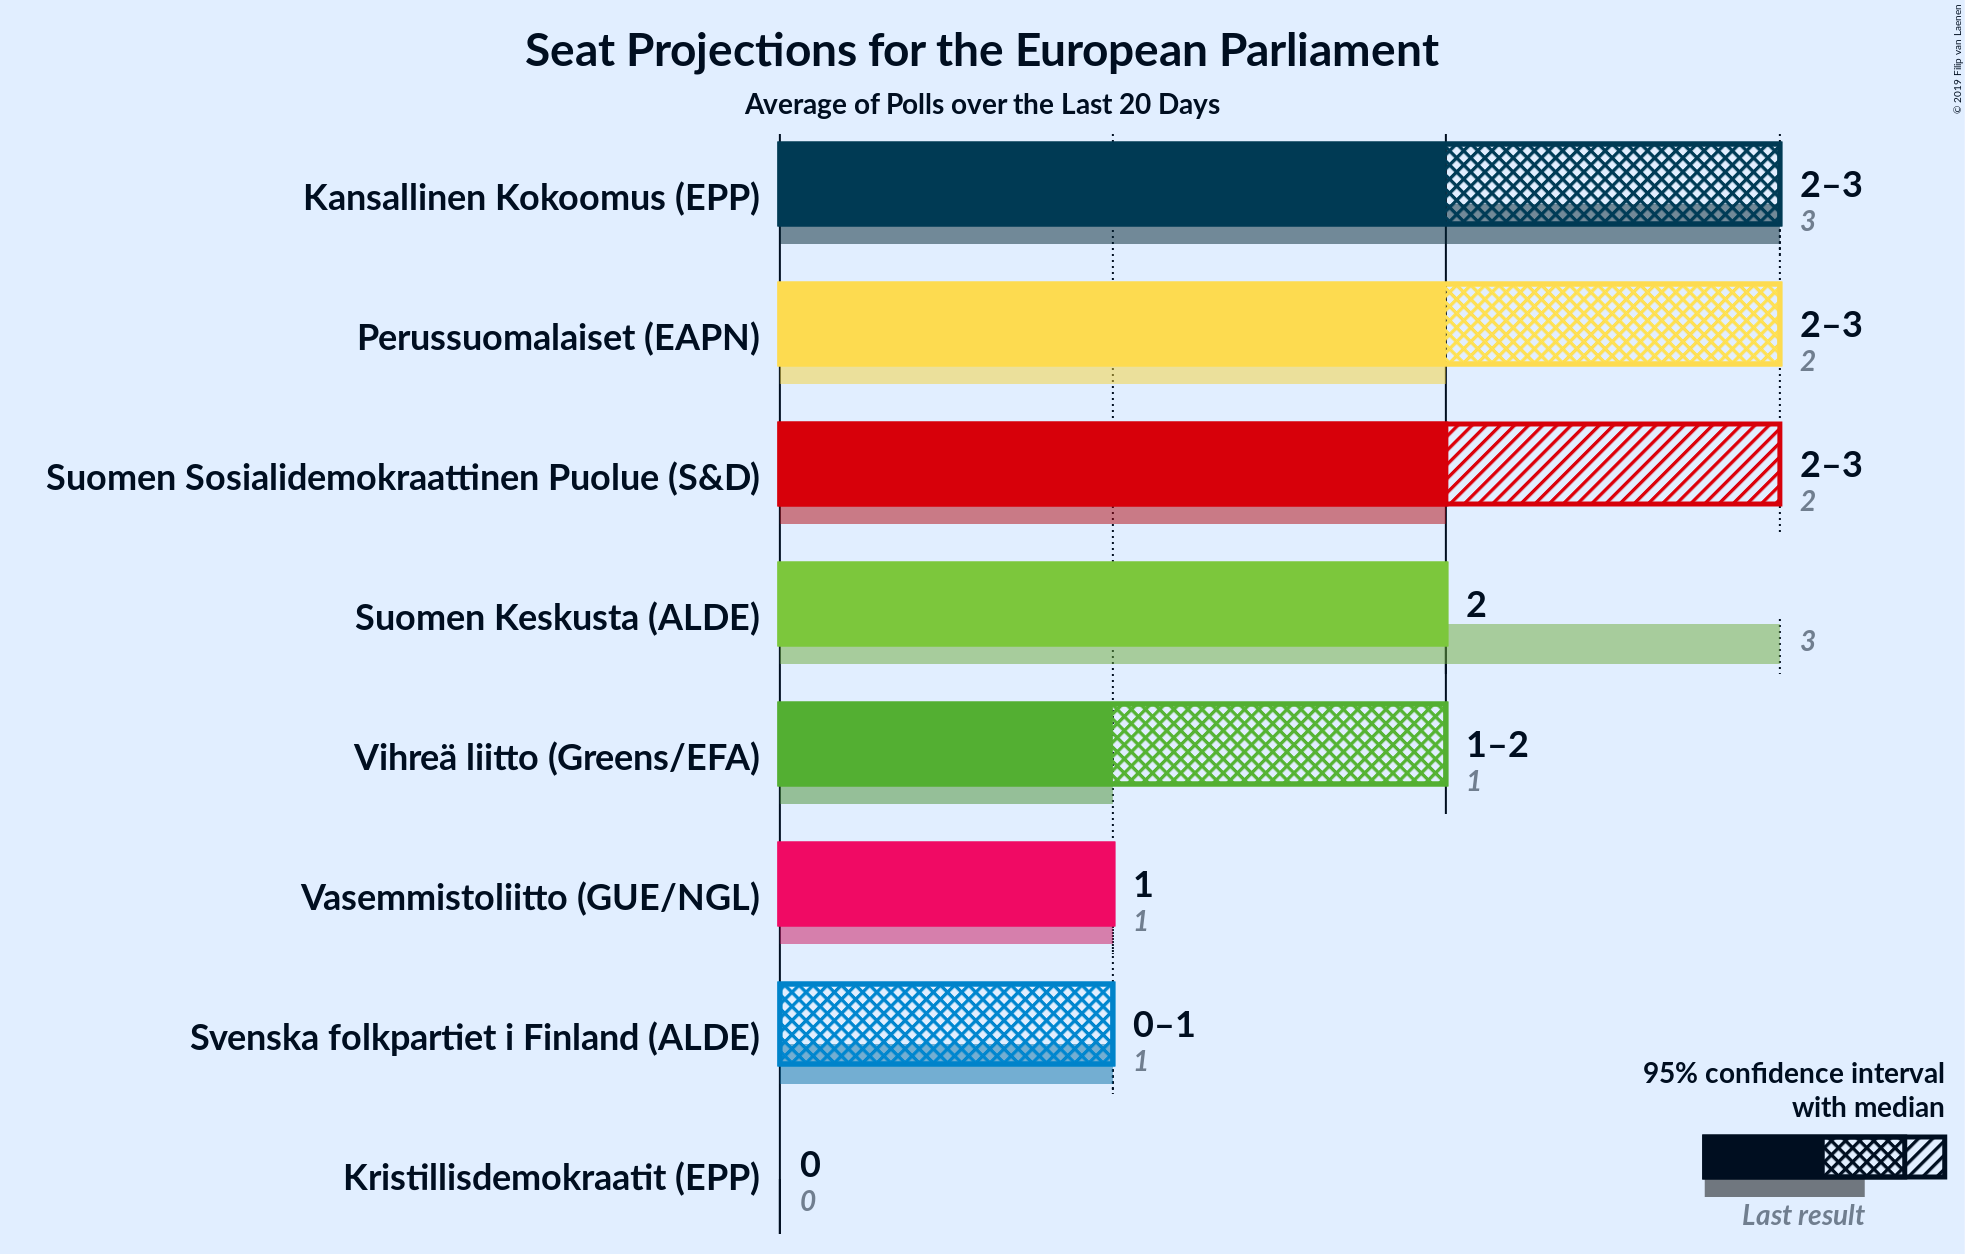 Seat Projections for the European Parliament
Average of Polls over the Last 20 Days
© 2019 Filip van Laenen
Kansallinen Kokoomus (EPP)
2–3
3
Perussuomalaiset (EAPN)
2–3
2
Suomen Sosialidemokraattinen Puolue (S&D)
2–3
2
Suomen Keskusta (ALDE)
2
3
Vihreä liitto (Greens/EFA)
1–2
1
Vasemmistoliitto (GUE/NGL)
1
1
Svenska folkpartiet i Finland (ALDE)
0–1
1
Kristillisdemokraatit (EPP)
0
0
95% confidence interval
with median
Last result